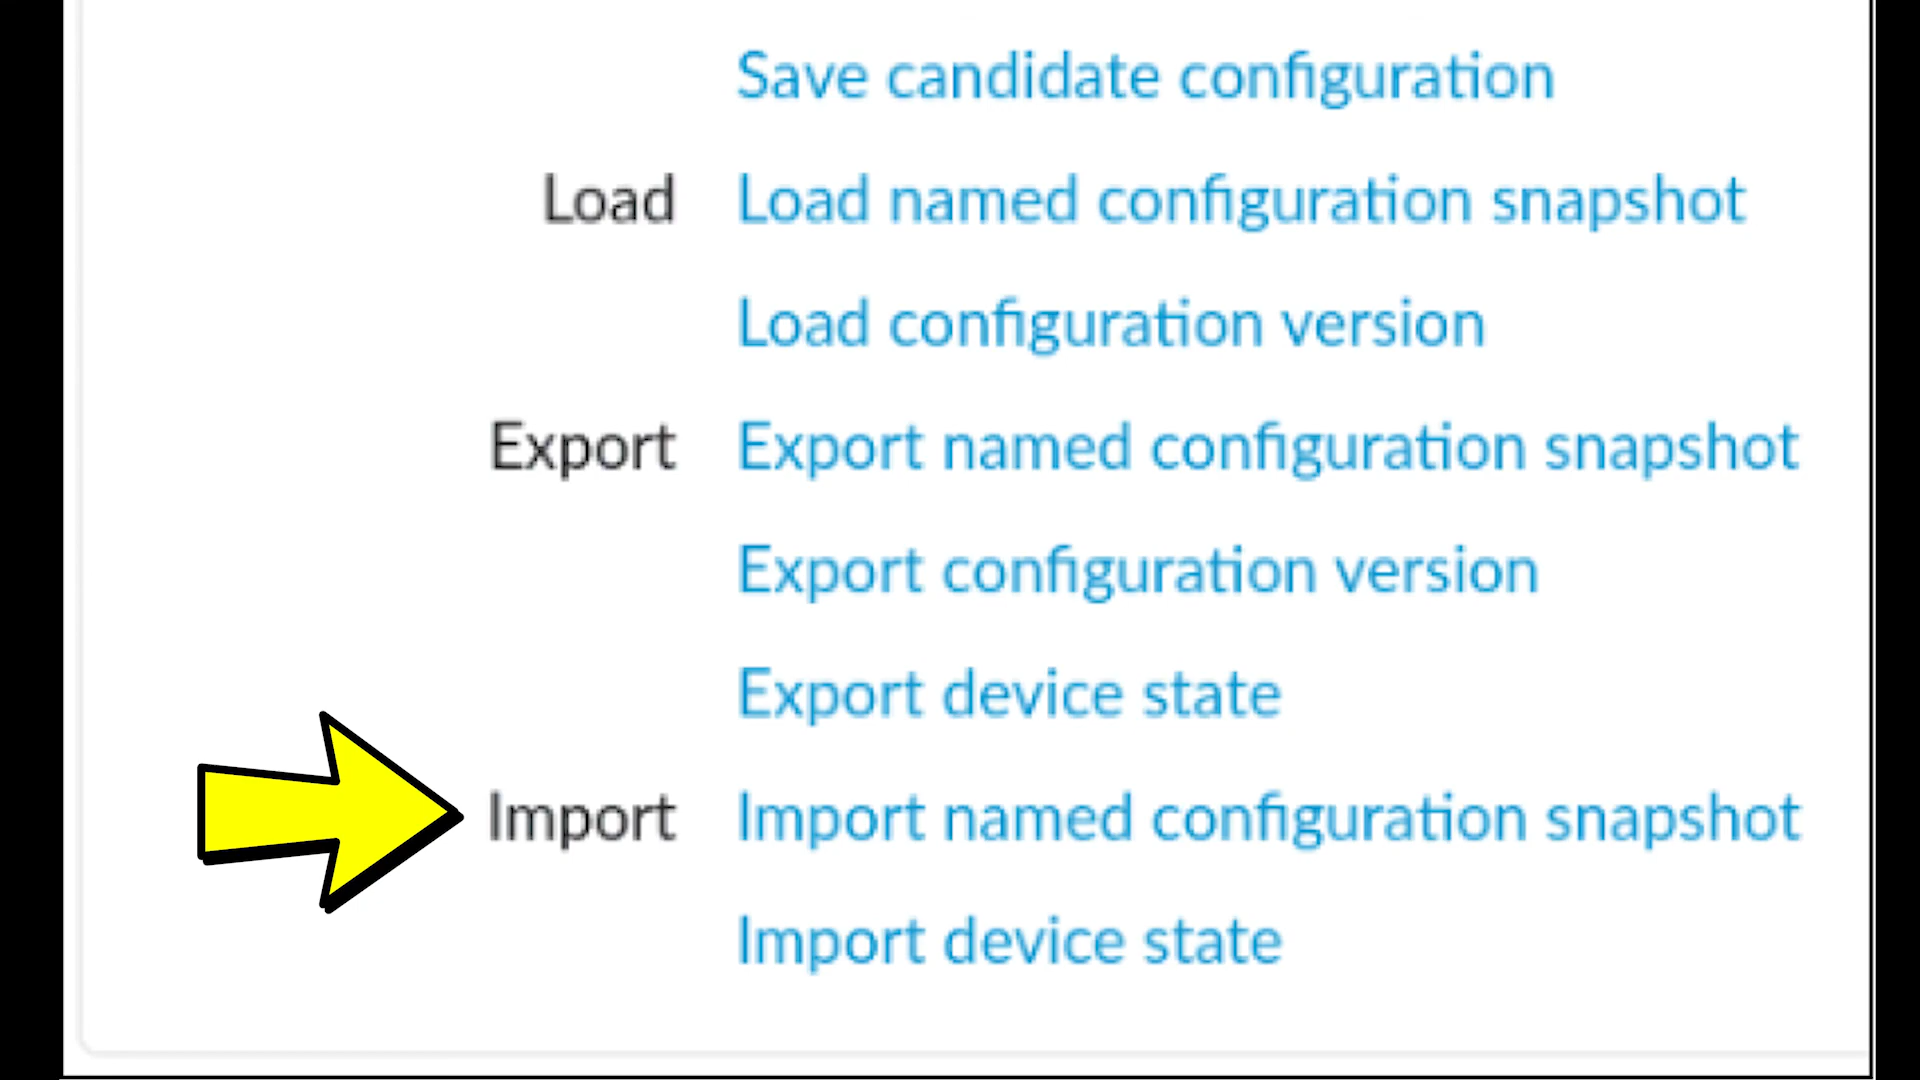 Save candidate configuration
Load Load named configuration snapshot
Load configuration version
Export Export named configuration snapshot
Export configuration version
Export device state
Import Import named configuration snapshot
Import device state